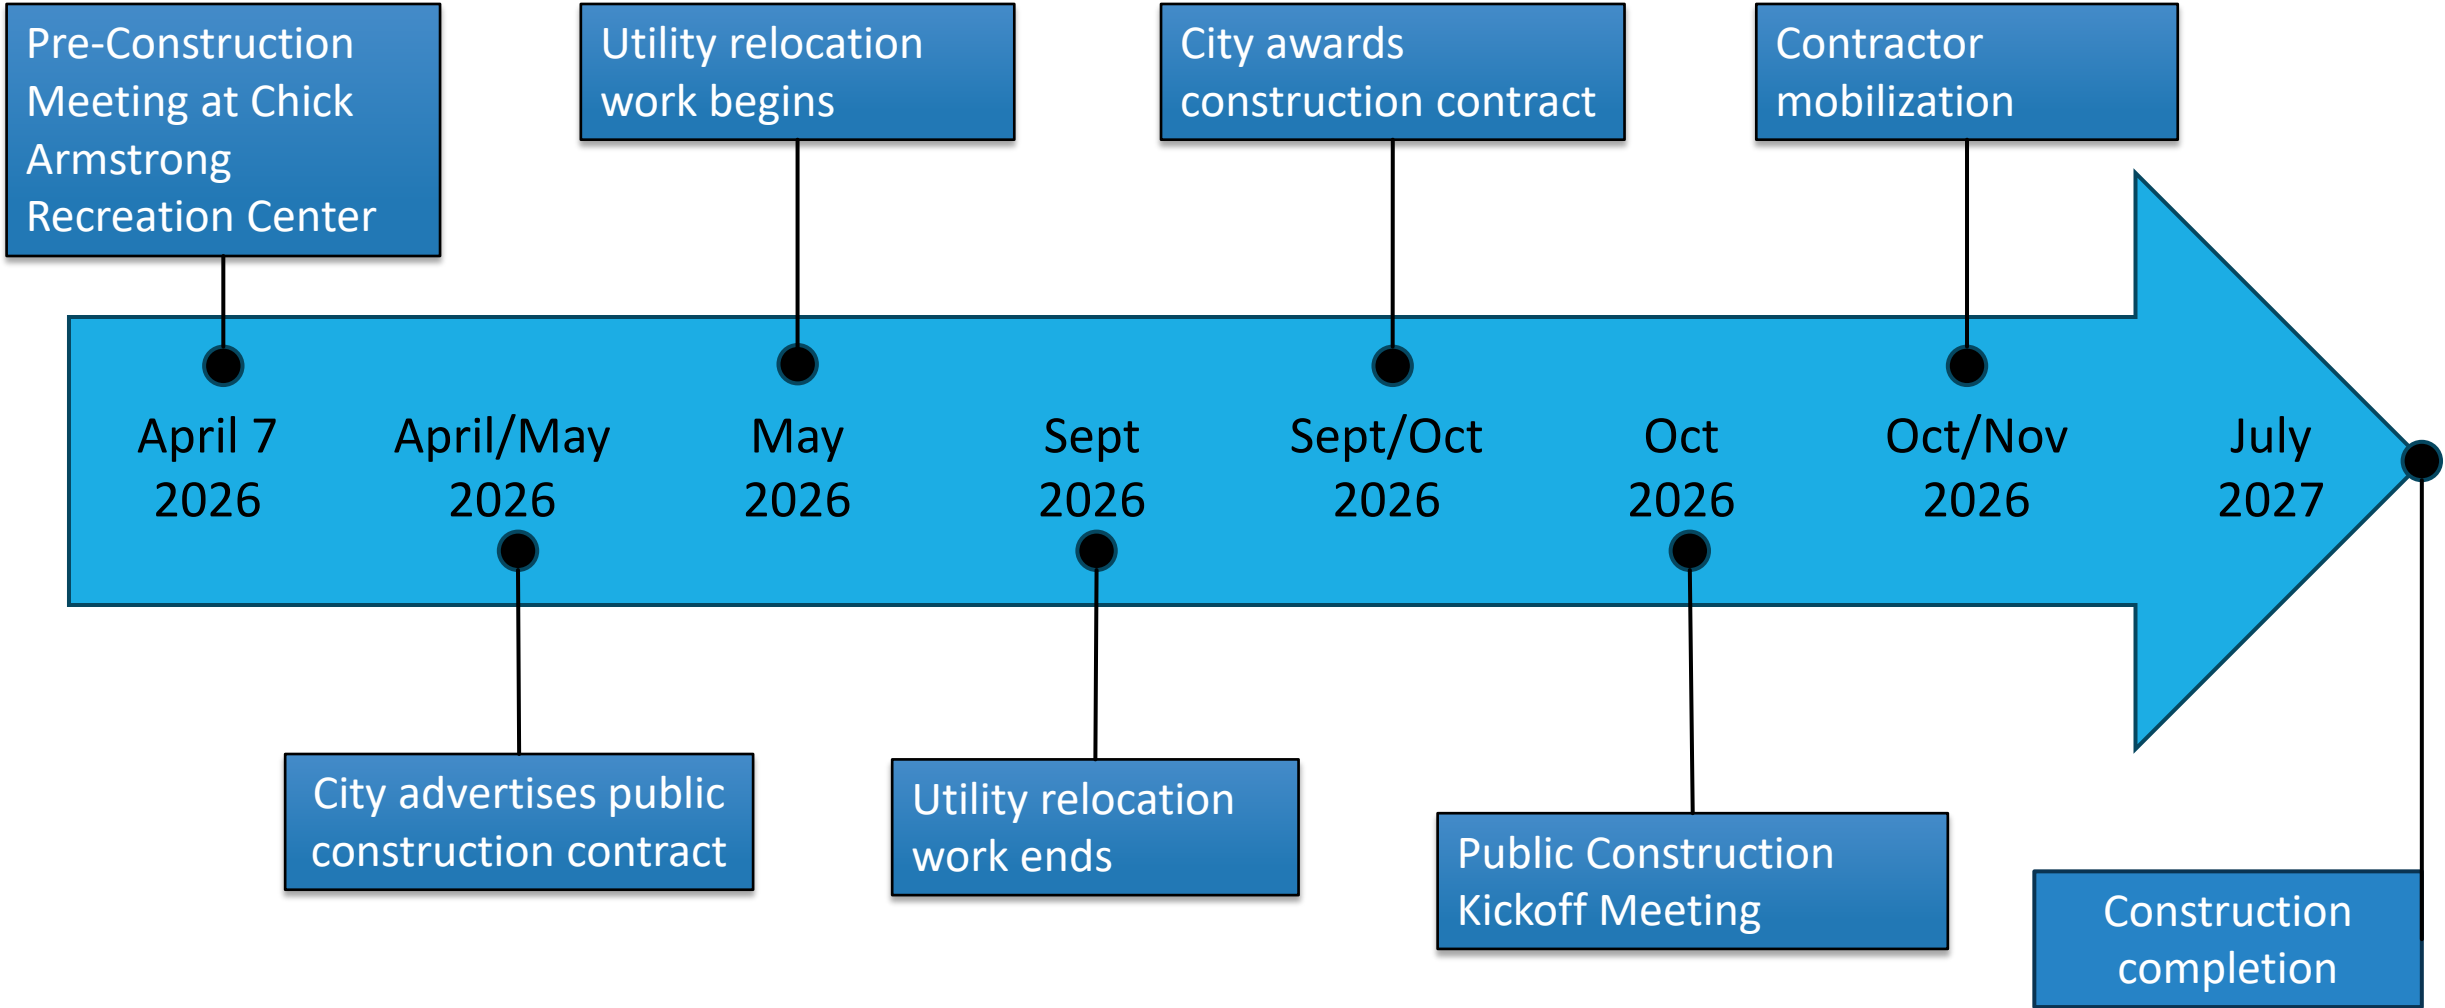 Pre-Construction
Meeting at Chick
Armstrong
Recreation Center
Utility relocation
work begins
City awards
construction contract
Contractor
mobilization
April 7
2026
April/May
2026
May
2026
Sept
2026
Sept/Oct
2026
Oct
2026
Oct/Nov
2026
July
2027
City advertises public
construction contract
Utility relocation
work ends
Public Construction
Kickoff Meeting
Construction
completion